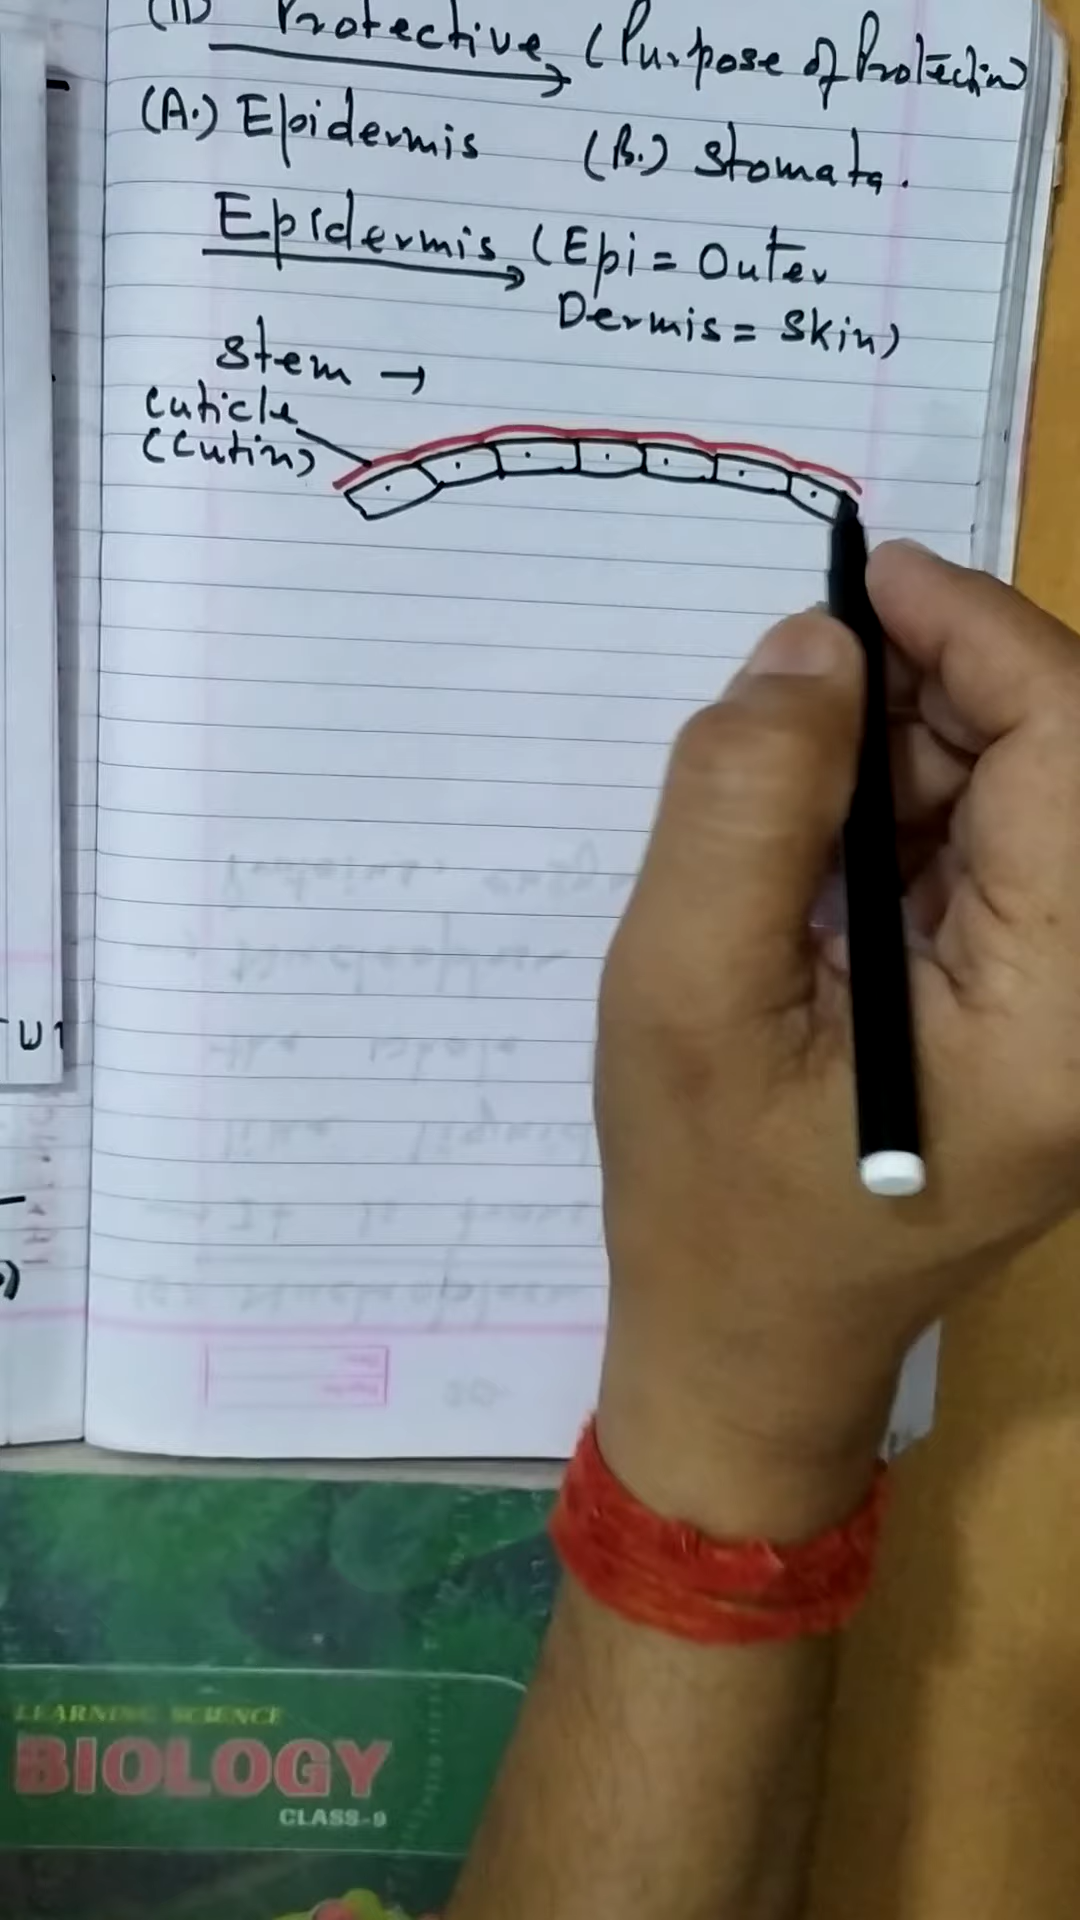 Protective (Purpose of Protection)
(A.) Epidermis (B.) Stomata.
Epidermis (Epi = Outer
Dermis = Skin)
Stem →
Cuticle
(Cutin)
LEARNING SCIENCE
BIOLOGY
CLASS-9